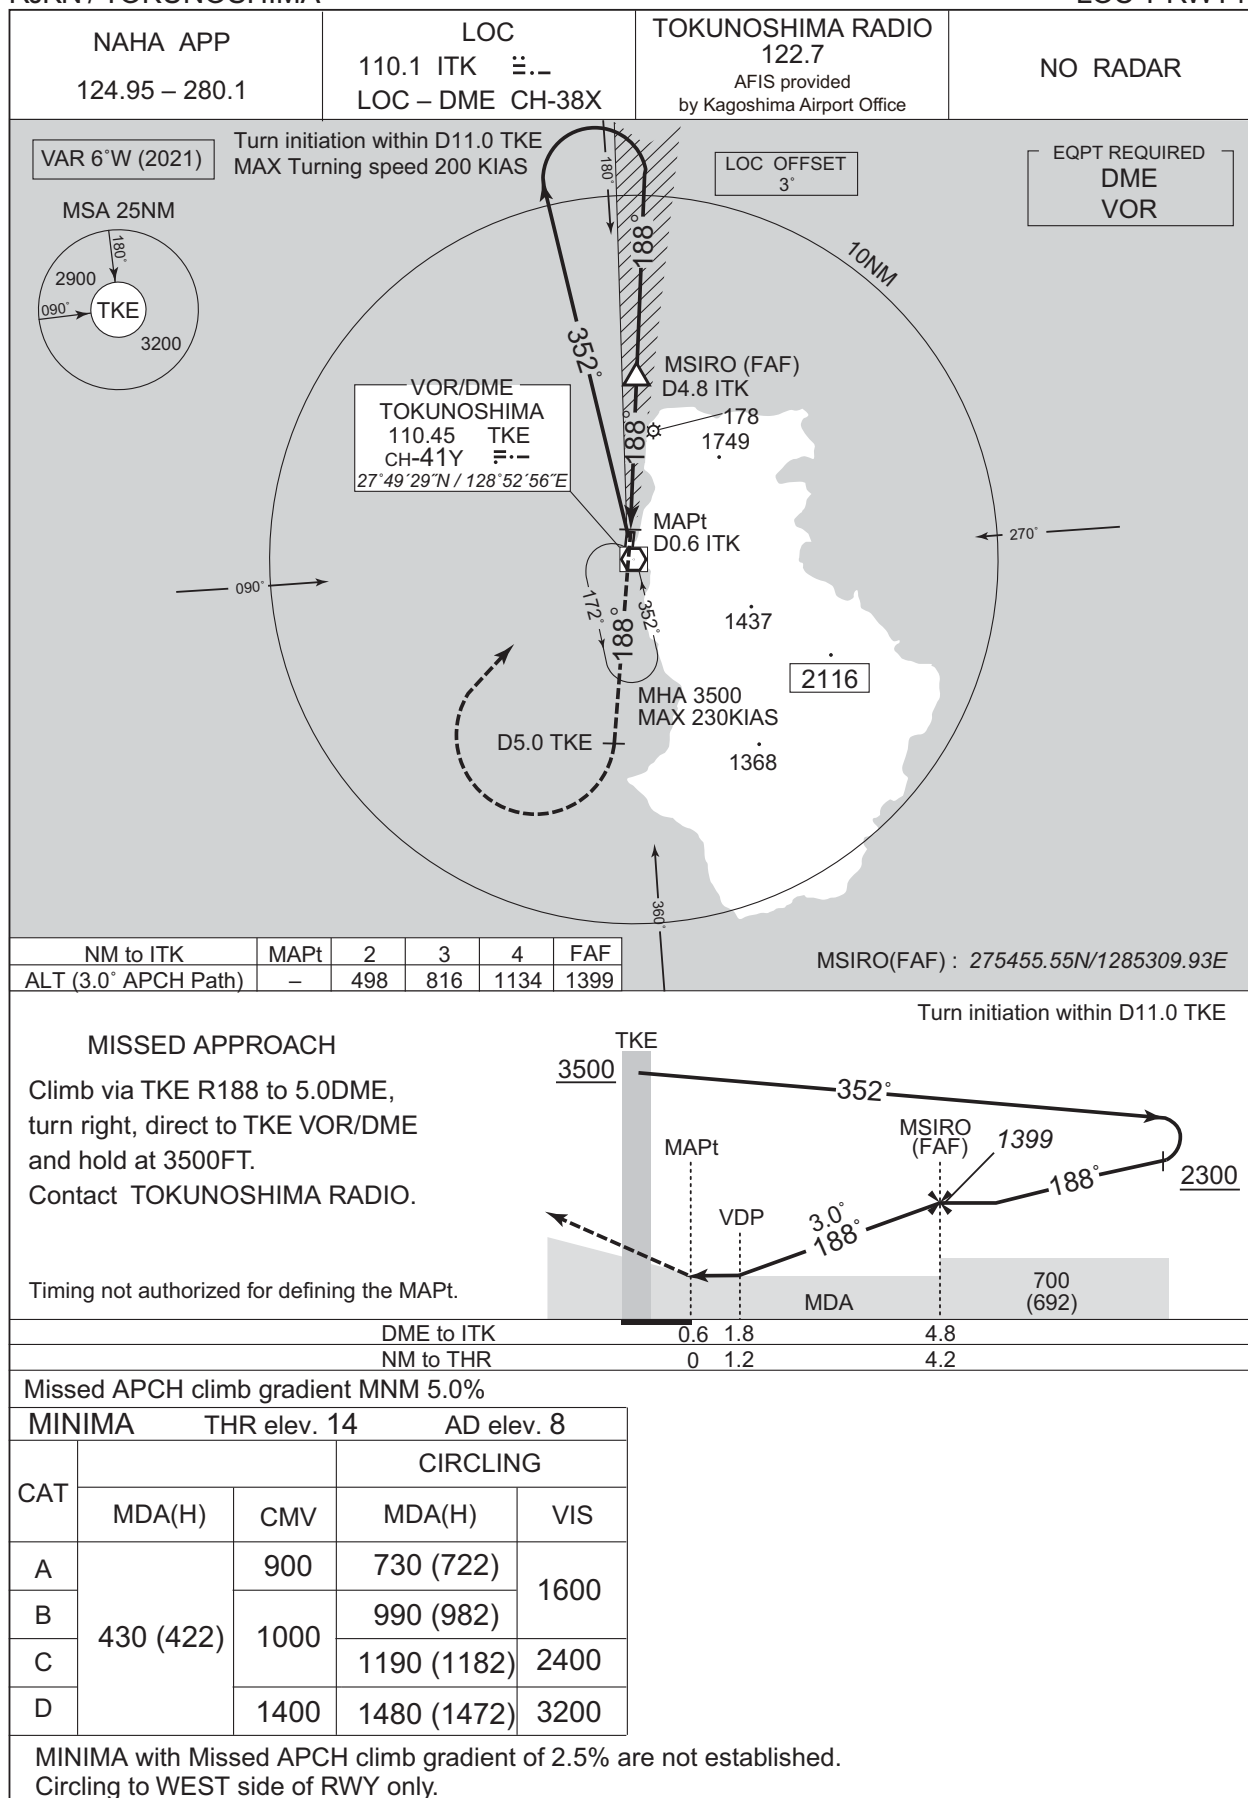 NAHA APP
124.95 – 280.1
LOC
110.1 ITK
LOC – DME CH-38X
TOKUNOSHIMA RADIO
122.7
AFIS provided
by Kagoshima Airport Office
NO RADAR
VAR 6°W (2021)
Turn initiation within D11.0 TKE
MAX Turning speed 200 KIAS
180°
LOC OFFSET
3°
EQPT REQUIRED
DME
VOR
MSA 25NM
180°
2900
090°
TKE
3200
188°
10NM
352°
MSIRO (FAF)
D4.8 ITK
178
1749
VOR/DME
TOKUNOSHIMA
110.45 TKE
CH-41Y
27°49´29˝N / 128°52´56˝E
188°
MAPt
D0.6 ITK
270°
090°
172°
188°
352°
1437
2116
MHA 3500
MAX 230KIAS
D5.0 TKE
1368
360°
NM to ITK MAPt 2 3 4 FAF
ALT (3.0° APCH Path) – 498 816 1134 1399
MSIRO(FAF) : 275455.55N/1285309.93E
Turn initiation within D11.0 TKE
MISSED APPROACH
Climb via TKE R188 to 5.0DME,
turn right, direct to TKE VOR/DME
and hold at 3500FT.
Contact TOKUNOSHIMA RADIO.
Timing not authorized for defining the MAPt.
TKE
3500
352°
MAPt
MSIRO
(FAF)
1399
188°
2300
VDP
3.0°
188°
MDA
700
(692)
DME to ITK 0.6 1.8 4.8
NM to THR 0 1.2 4.2
Missed APCH climb gradient MNM 5.0%
MINIMA THR elev. 14 AD elev. 8
CAT
CIRCLING
MDA(H) CMV MDA(H) VIS
A 900 730 (722)
1600
B 990 (982)
430 (422) 1000
C 1190 (1182) 2400
D 1400 1480 (1472) 3200
MINIMA with Missed APCH climb gradient of 2.5% are not established.
Circling to WEST side of RWY only.